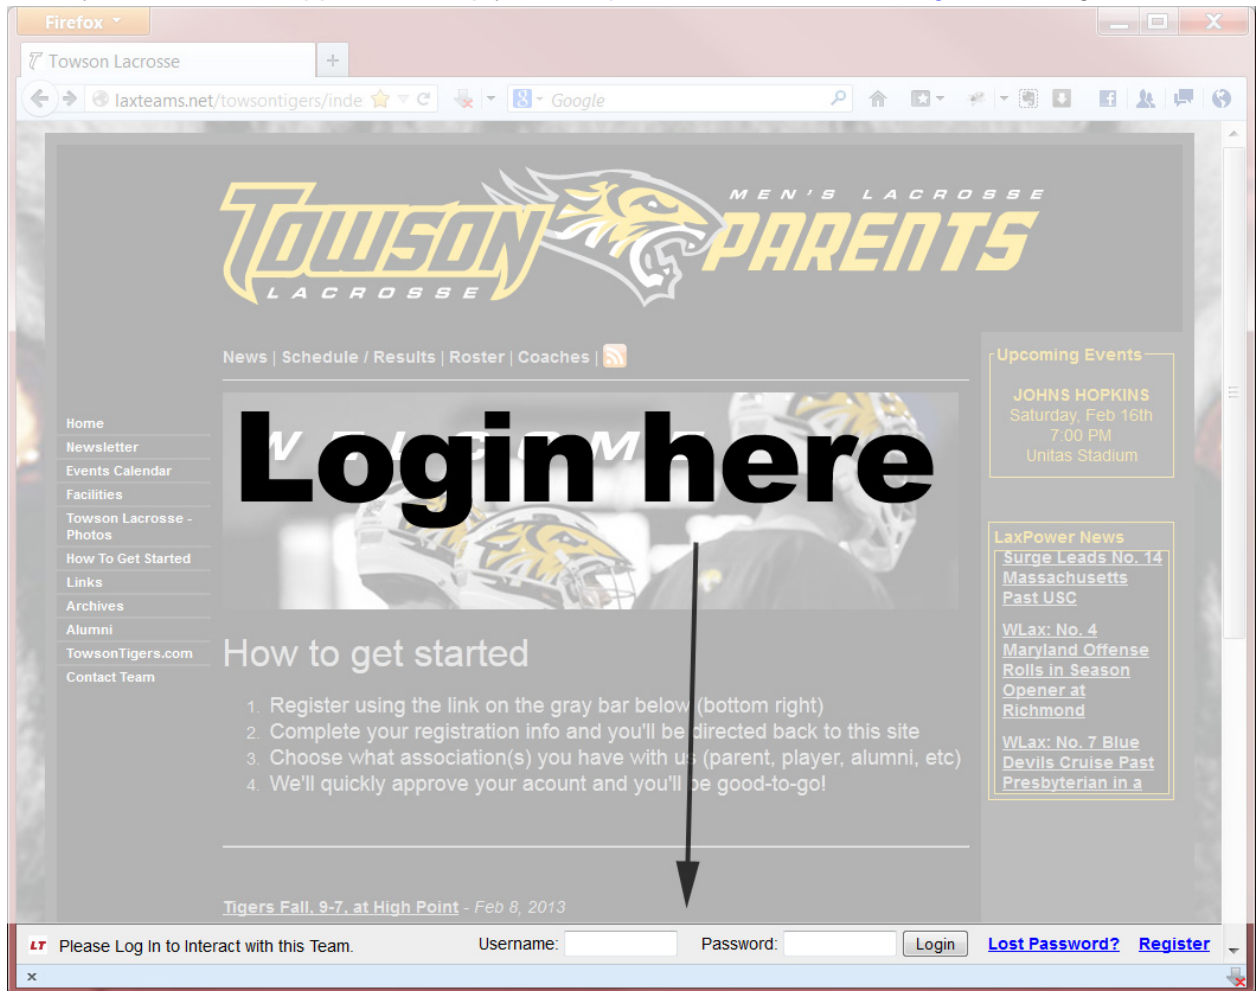 Firefox
Towson Lacrosse
laxteams.net/towsontigers/inde
Google
TOWSON
LACROSSE
MEN'S LACROSSE
PARENTS
News | Schedule / Results | Roster | Coaches |
Home
Newsletter
Events Calendar
Facilities
Towson Lacrosse -
Photos
How To Get Started
Links
Archives
Alumni
TowsonTigers.com
Contact Team
WELCOME
Login here
How to get started
1. Register using the link on the gray bar below (bottom right)
2. Complete your registration info and you'll be directed back to this site
3. Choose what association(s) you have with us (parent, player, alumni, etc)
4. We'll quickly approve your acount and you'll be good-to-go!
Tigers Fall, 9-7, at High Point - Feb 8, 2013
Upcoming Events
JOHNS HOPKINS
Saturday, Feb 16th
7:00 PM
Unitas Stadium
LaxPower News
Surge Leads No. 14
Massachusetts
Past USC
WLax: No. 4
Maryland Offense
Rolls in Season
Opener at
Richmond
WLax: No. 7 Blue
Devils Cruise Past
Presbyterian in a
LT Please Log In to Interact with this Team. Username: Password: Login Lost Password? Register